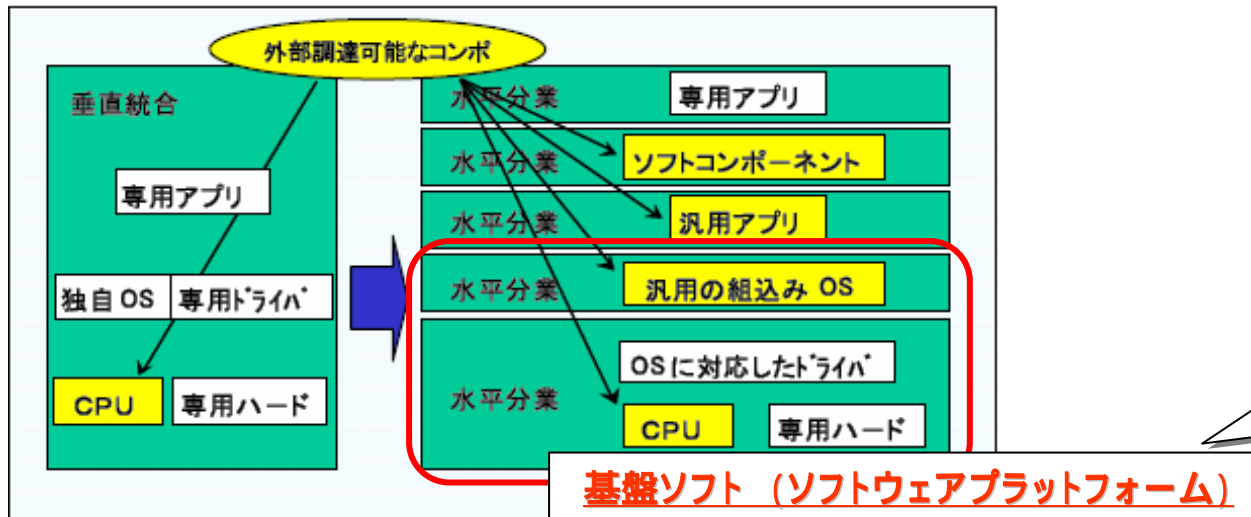 外部調達可能なコンポ
垂直統合
専用アプリ
独自OS 専用ﾄﾞﾗｲﾊﾞ
CPU 専用ハード
水平分業 専用アプリ
水平分業 ソフトコンポーネント
水平分業 汎用アプリ
水平分業 汎用の組込み OS
OSに対応したﾄﾞﾗｲﾊﾞ
水平分業
CPU 専用ハード
基盤ソフト (ソフトウェアプラットフォーム)